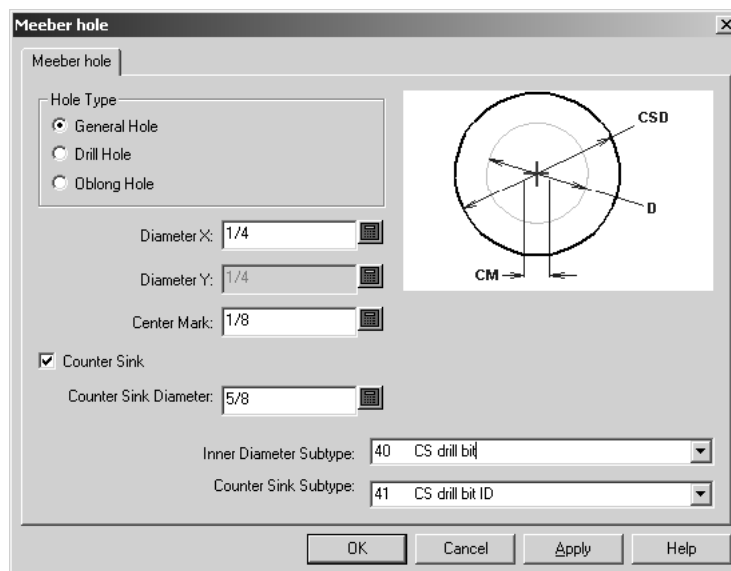 Meeber hole
Meeber hole
Hole Type
General Hole
Drill Hole
Oblong Hole
Diameter X: 1/4
Diameter Y: 1/4
Center Mark: 1/8
Counter Sink
Counter Sink Diameter: 5/8
CSD
D
CM
Inner Diameter Subtype: 40 CS drill bit
Counter Sink Subtype: 41 CS drill bit ID
OK Cancel Apply Help